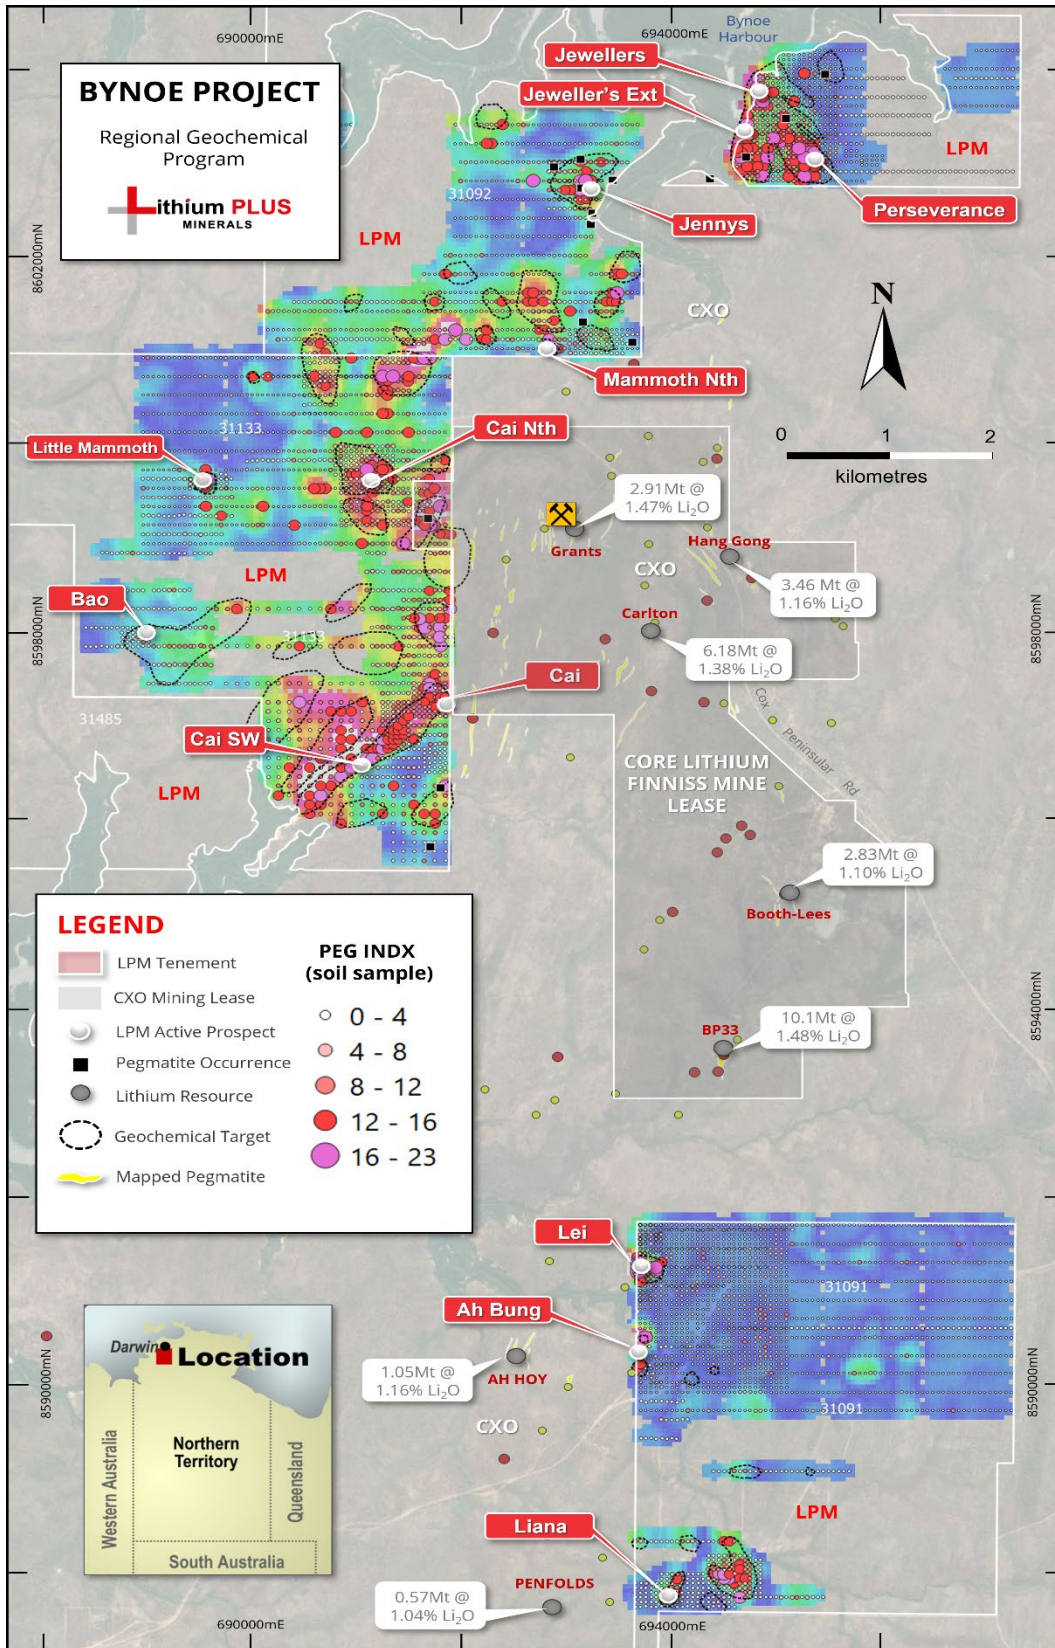 690000mE
694000mE
Bynoe
Harbour
BYNOE PROJECT
Regional Geochemical
Program
Lithium PLUS
MINERALS
Jewellers
Jeweller's Ext
LPM
31092
Perseverance
Jennys
LPM
8602000mN
8602000mN
CXO
N
Mammoth Nth
31133
Cai Nth
Little Mammoth
0 1 2
kilometres
2.91Mt @
1.47% Li₂O
Grants
Hang Gong
CXO
LPM
3.46 Mt @
1.16% Li₂O
Bao
Carlton
8598000mN
8598000mN
31133
6.18Mt @
1.38% Li₂O
Cai
31485
Cox Peninsular Rd
Cai SW
CORE LITHIUM
FINNISS MINE
LEASE
LPM
2.83Mt @
1.10% Li₂O
Booth-Lees
LEGEND
LPM Tenement
CXO Mining Lease
LPM Active Prospect
Pegmatite Occurrence
Lithium Resource
Geochemical Target
Mapped Pegmatite
PEG INDX
(soil sample)
0 - 4
4 - 8
8 - 12
12 - 16
16 - 23
8594000mN
BP33
10.1Mt @
1.48% Li₂O
Lei
31091
Ah Bung
Darwin
Location
Northern
Territory
Western Australia
Queensland
South Australia
1.05Mt @
1.16% Li₂O
AH HOY
8590000mN
8590000mN
31091
CXO
LPM
Liana
PENFOLDS
0.57Mt @
1.04% Li₂O
690000mE
694000mE